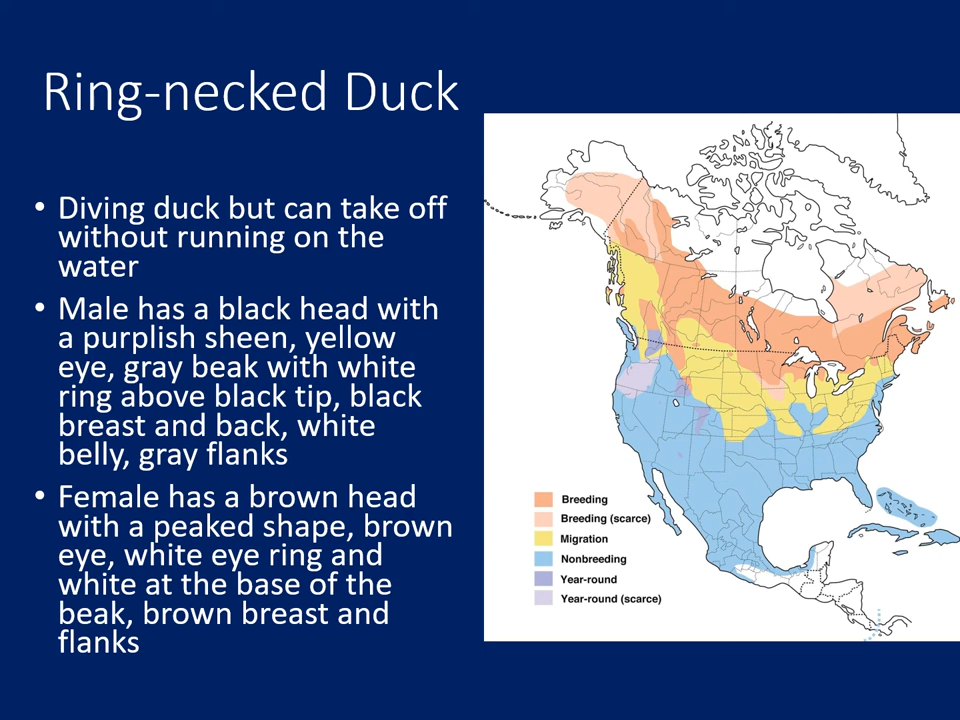 Ring-necked Duck
• Diving duck but can take off
without running on the
water
• Male has a black head with
a purplish sheen, yellow
eye, gray beak with white
ring above black tip, black
breast and back, white
belly, gray flanks
• Female has a brown head
with a peaked shape, brown
eye, white eye ring and
white at the base of the
beak, brown breast and
flanks
Breeding
Breeding (scarce)
Migration
Nonbreeding
Year-round
Year-round (scarce)